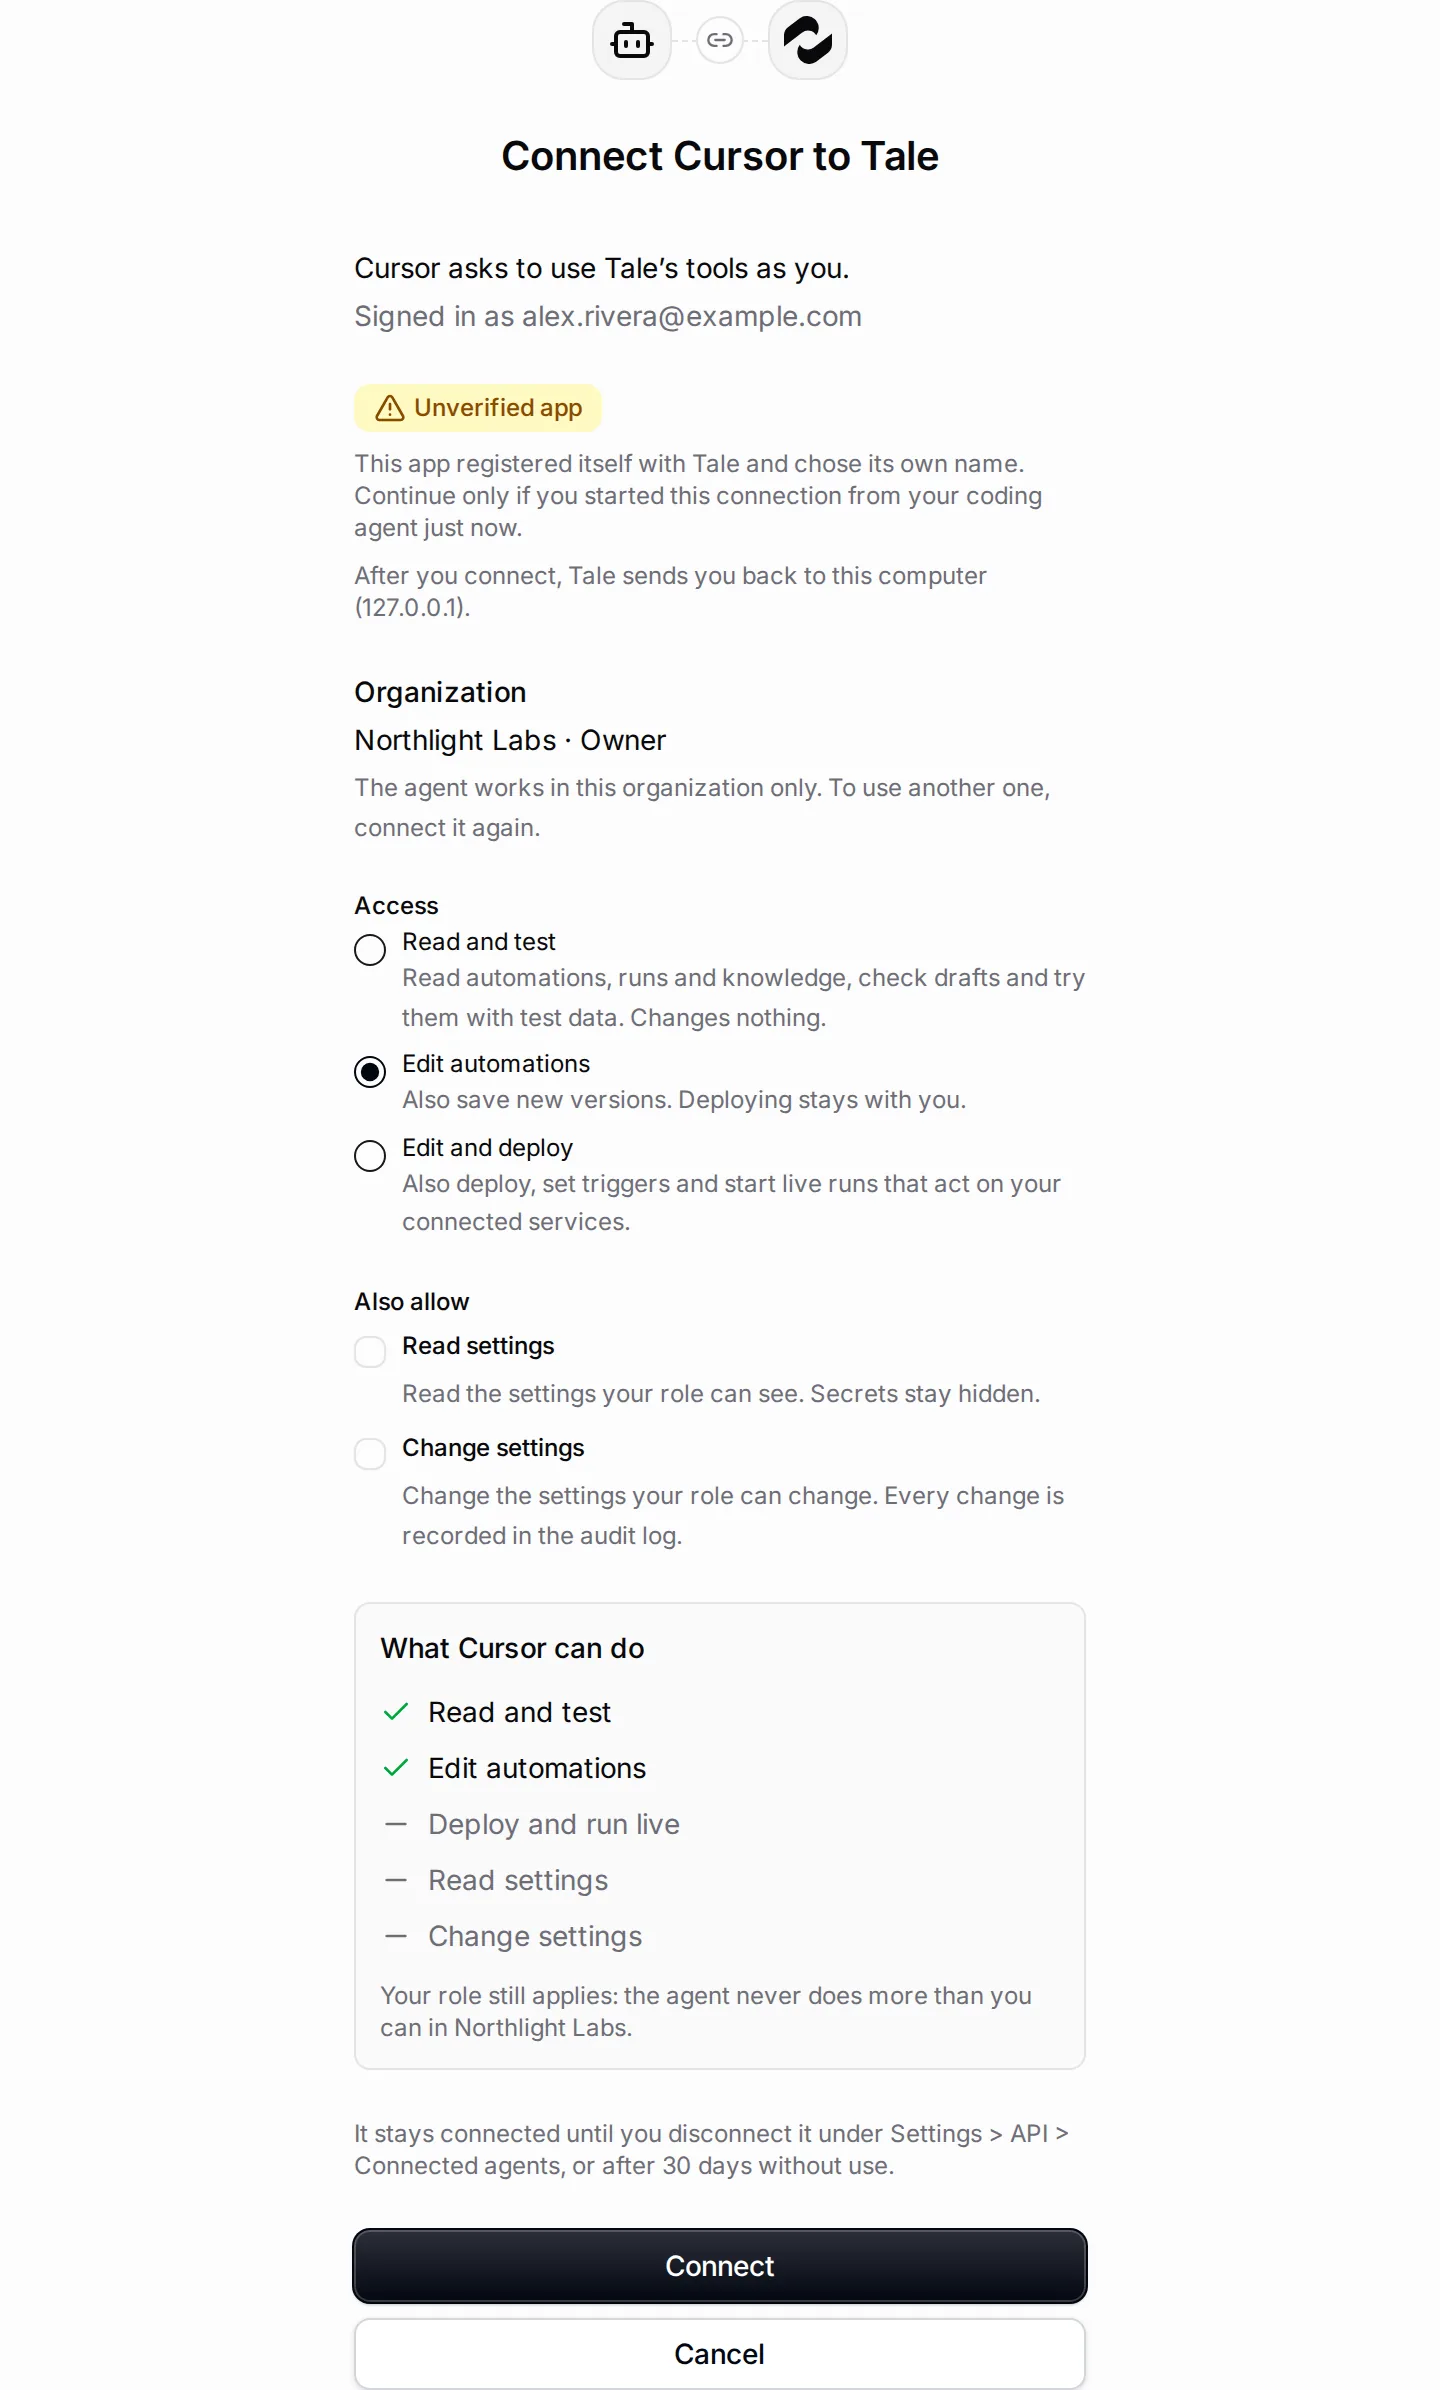 Connect Cursor to Tale
Cursor asks to use Tale’s tools as you.
Signed in as alex.rivera@example.com
Unverified app
This app registered itself with Tale and chose its own name.
Continue only if you started this connection from your coding
agent just now.
After you connect, Tale sends you back to this computer
(127.0.0.1).
Organization
Northlight Labs · Owner
The agent works in this organization only. To use another one,
connect it again.
Access
Read and test
Read automations, runs and knowledge, check drafts and try
them with test data. Changes nothing.
Edit automations
Also save new versions. Deploying stays with you.
Edit and deploy
Also deploy, set triggers and start live runs that act on your
connected services.
Also allow
Read settings
Read the settings your role can see. Secrets stay hidden.
Change settings
Change the settings your role can change. Every change is
recorded in the audit log.
What Cursor can do
Read and test
Edit automations
Deploy and run live
Read settings
Change settings
Your role still applies: the agent never does more than you
can in Northlight Labs.
It stays connected until you disconnect it under Settings > API >
Connected agents, or after 30 days without use.
Connect
Cancel